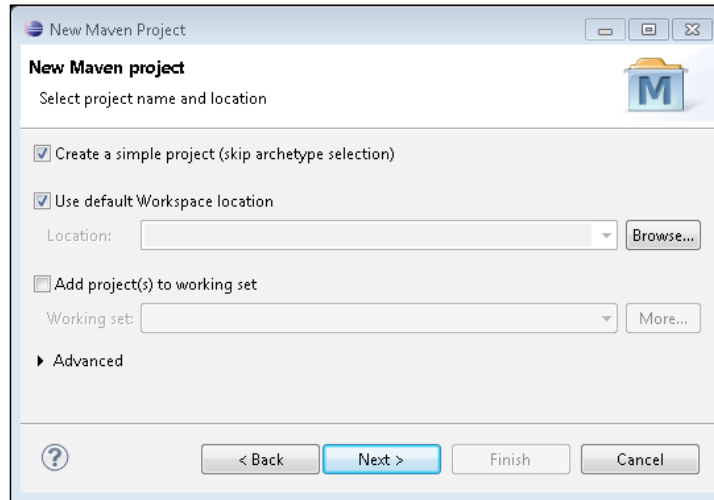 New Maven Project
New Maven project
Select project name and location
M
Create a simple project (skip archetype selection)
Use default Workspace location
Location:
Browse...
Add project(s) to working set
Working set:
More...
Advanced
?
< Back
Next >
Finish
Cancel